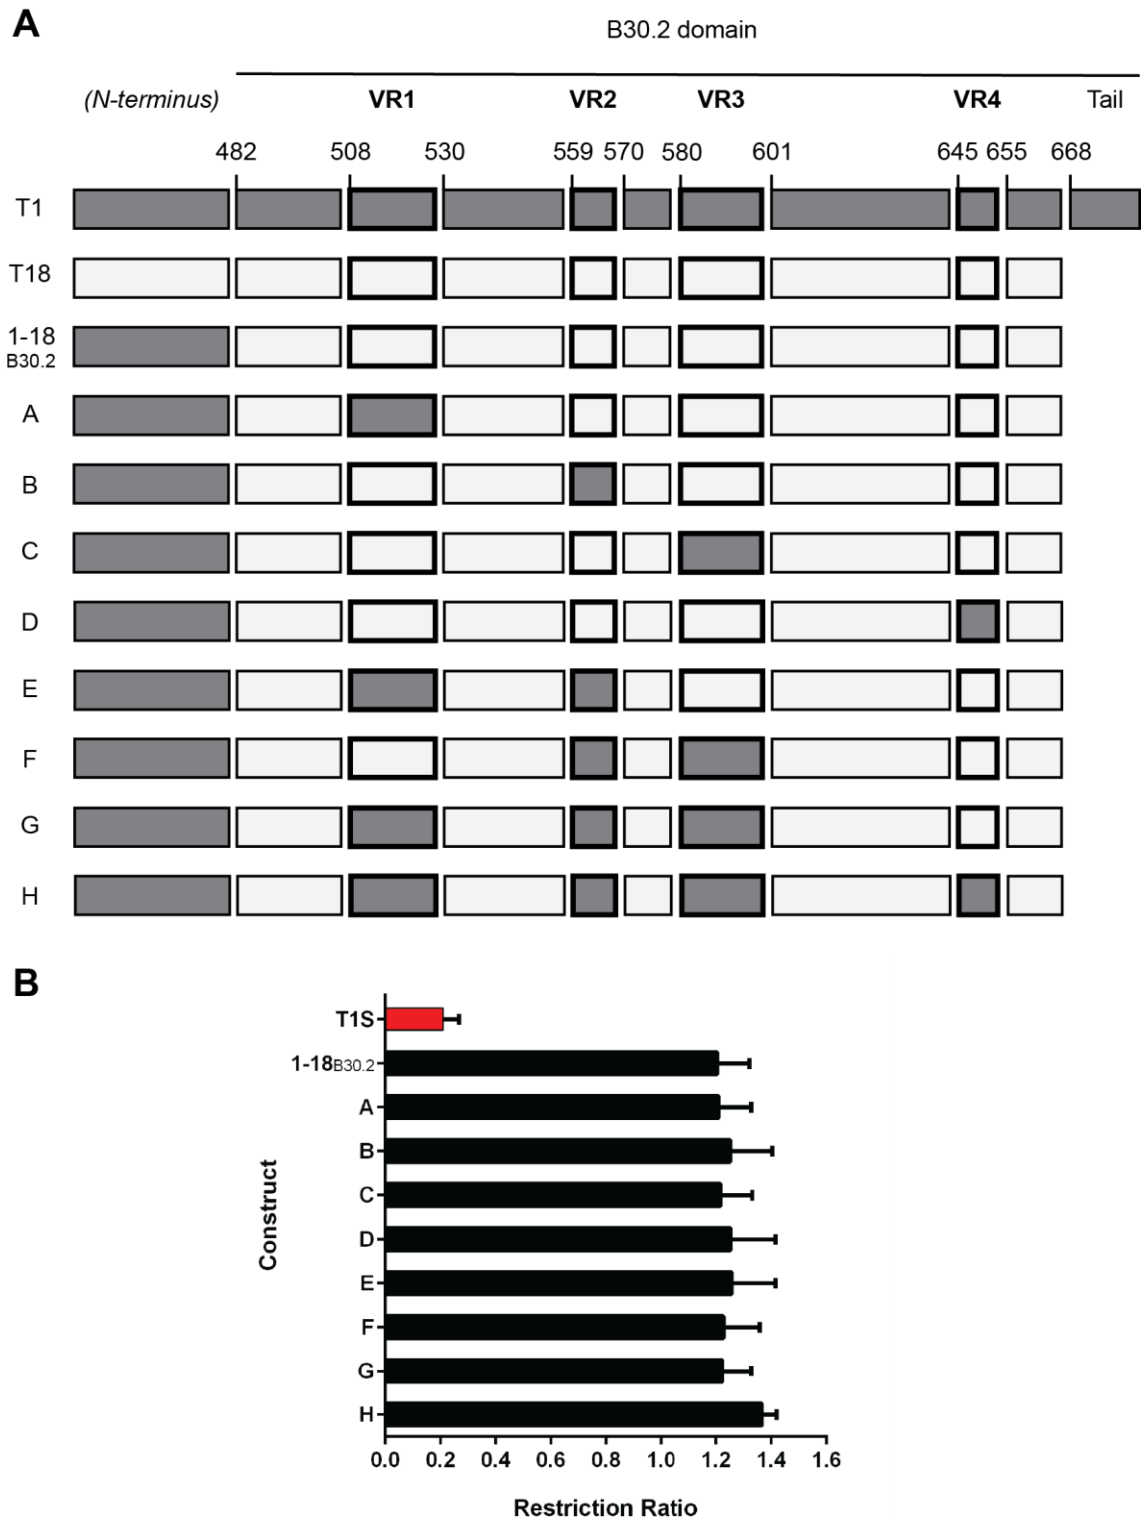 A
B30.2 domain
(N-terminus) VR1 VR2 VR3 VR4 Tail
482 508 530 559 570 580 601 645 655 668
T1
T18
1-18
B30.2
A
B
C
D
E
F
G
H
B
T1S
1-18B30.2
A
B
C
D
E
F
G
H
Construct
0.0 0.2 0.4 0.6 0.8 1.0 1.2 1.4 1.6
Restriction Ratio